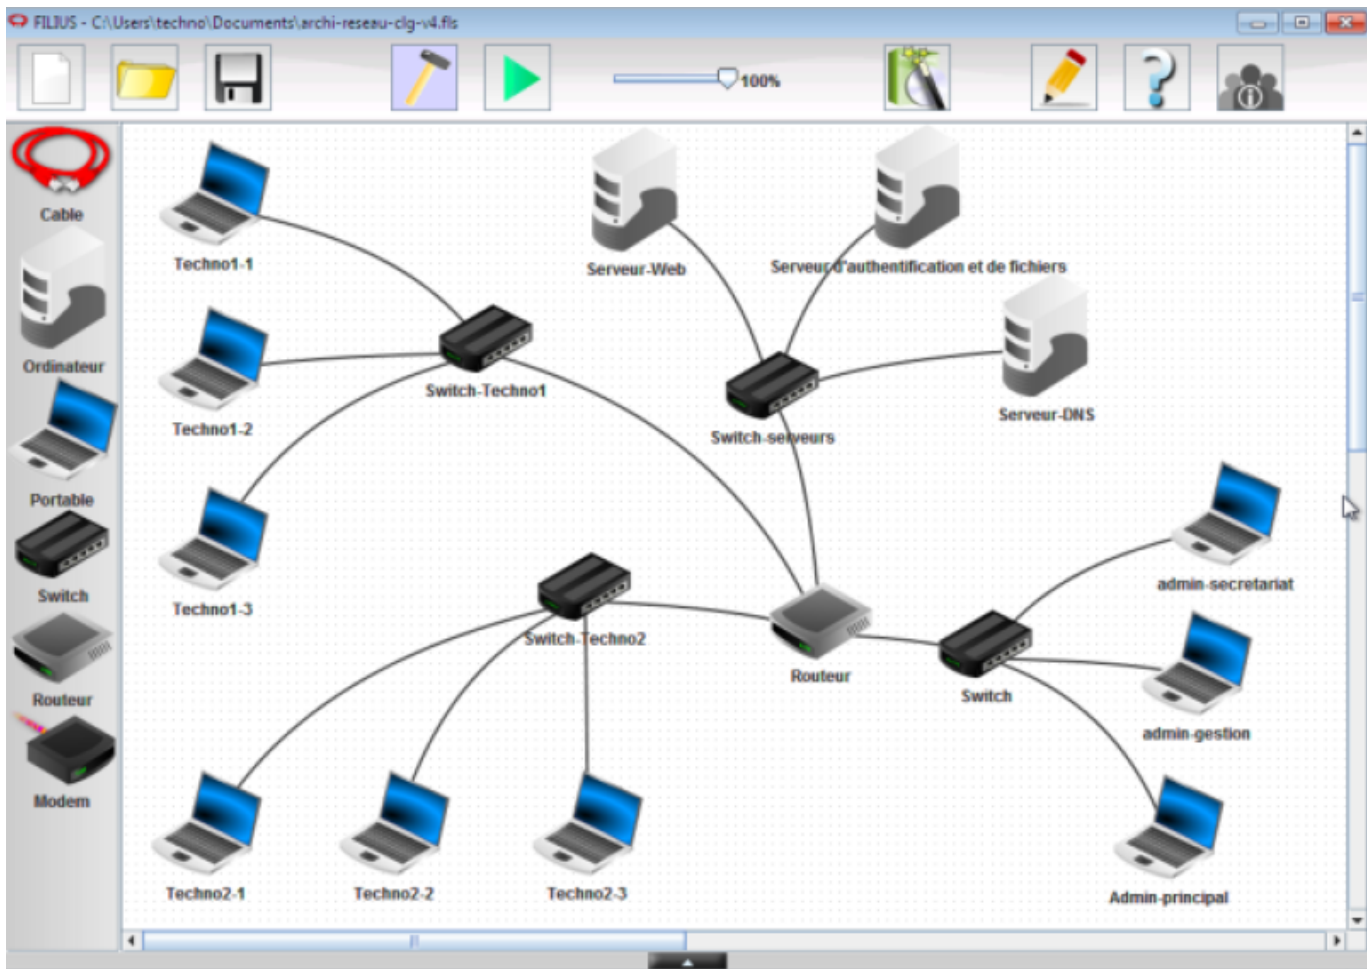 FILIUS - C:\Users\techno\Documents\archi-reseau-clg-v4.fls
100%
Cable
Ordinateur
Portable
Switch
Routeur
Modem
Techno1-1
Serveur-Web
Serveur d'authentification et de fichiers
Techno1-2
Switch-Techno1
Switch-serveurs
Serveur-DNS
Techno1-3
Switch-Techno2
Routeur
Switch
admin-secretariat
admin-gestion
Techno2-1
Techno2-2
Techno2-3
Admin-principal